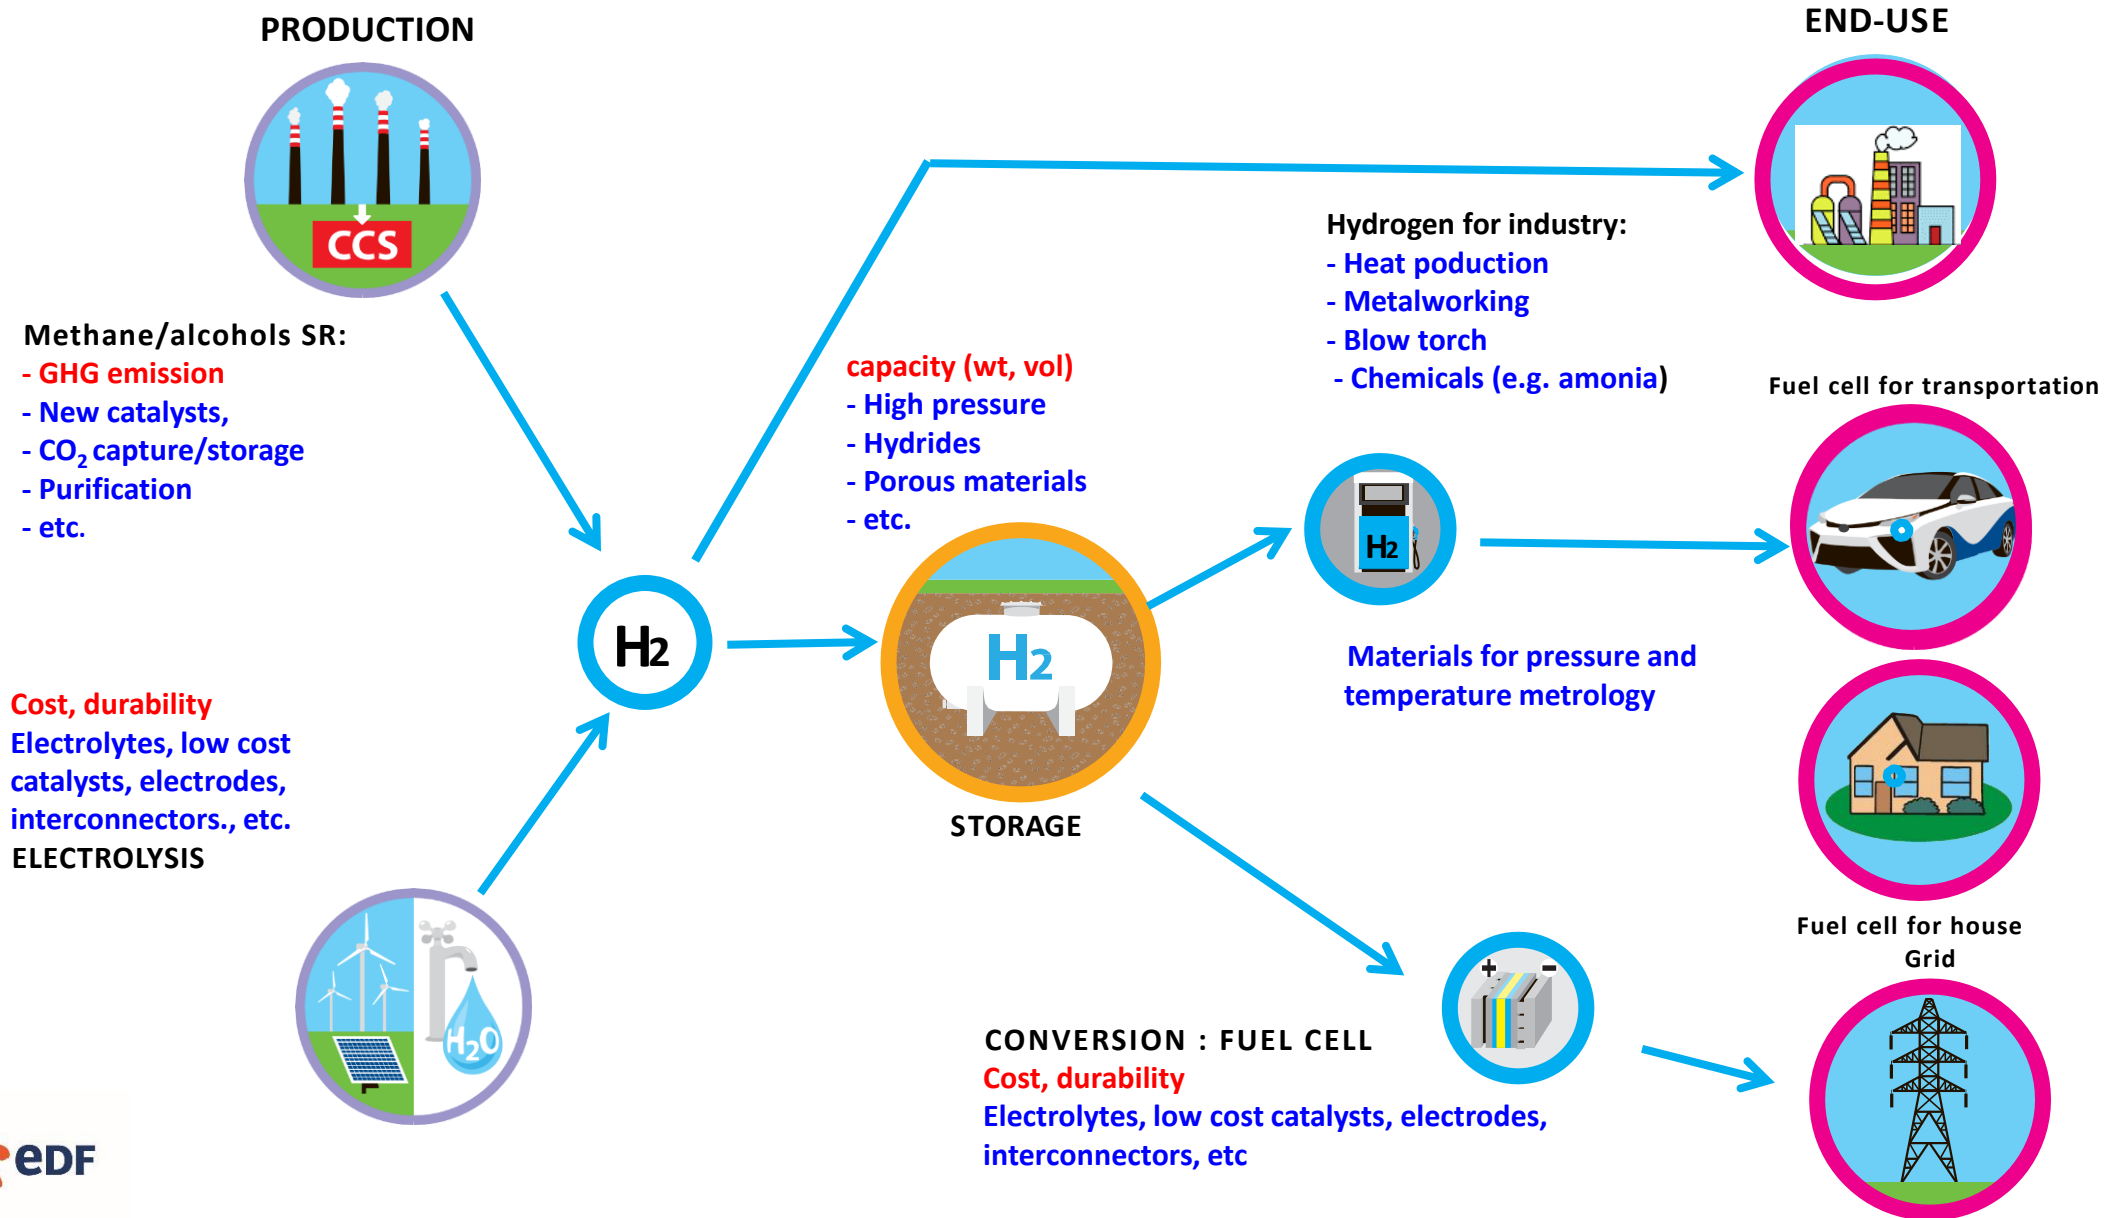 PRODUCTION
END-USE
CCS
Methane/alcohols SR:
- GHG emission
- New catalysts,
- CO₂ capture/storage
- Purification
- etc.
Hydrogen for industry:
- Heat poduction
- Metalworking
- Blow torch
- Chemicals (e.g. amonia)
capacity (wt, vol)
- High pressure
- Hydrides
- Porous materials
- etc.
Fuel cell for transportation
H2
H2
H2
STORAGE
Materials for pressure and
temperature metrology
Cost, durability
Electrolytes, low cost
catalysts, electrodes,
interconnectors., etc.
ELECTROLYSIS
H₂O
Fuel cell for house
Grid
+ -
CONVERSION : FUEL CELL
Cost, durability
Electrolytes, low cost catalysts, electrodes,
interconnectors, etc
eDF